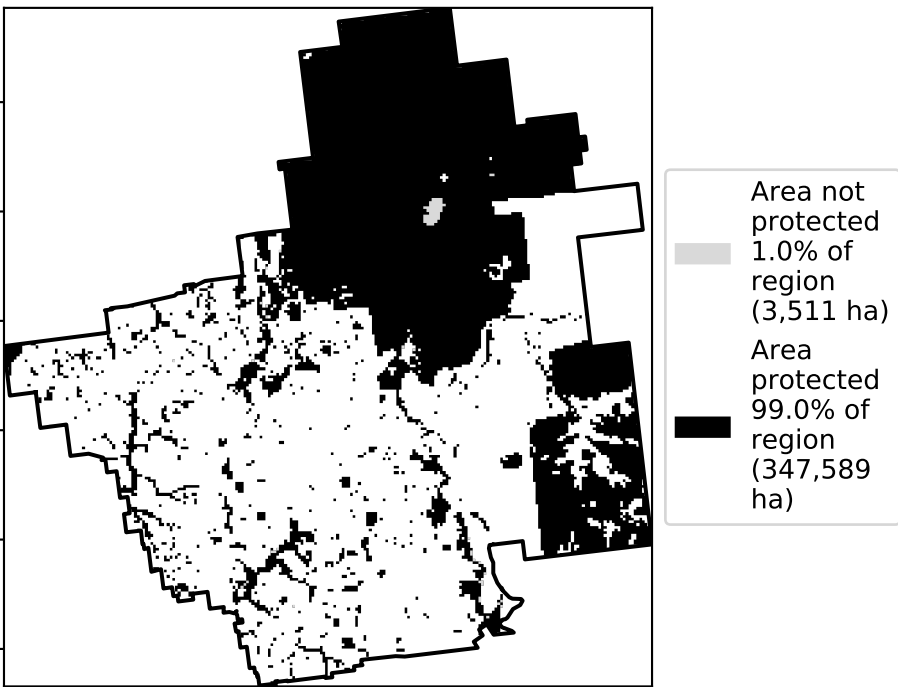 Area not
protected
1.0% of
region
(3,511 ha)
Area
protected
99.0% of
region
(347,589
ha)